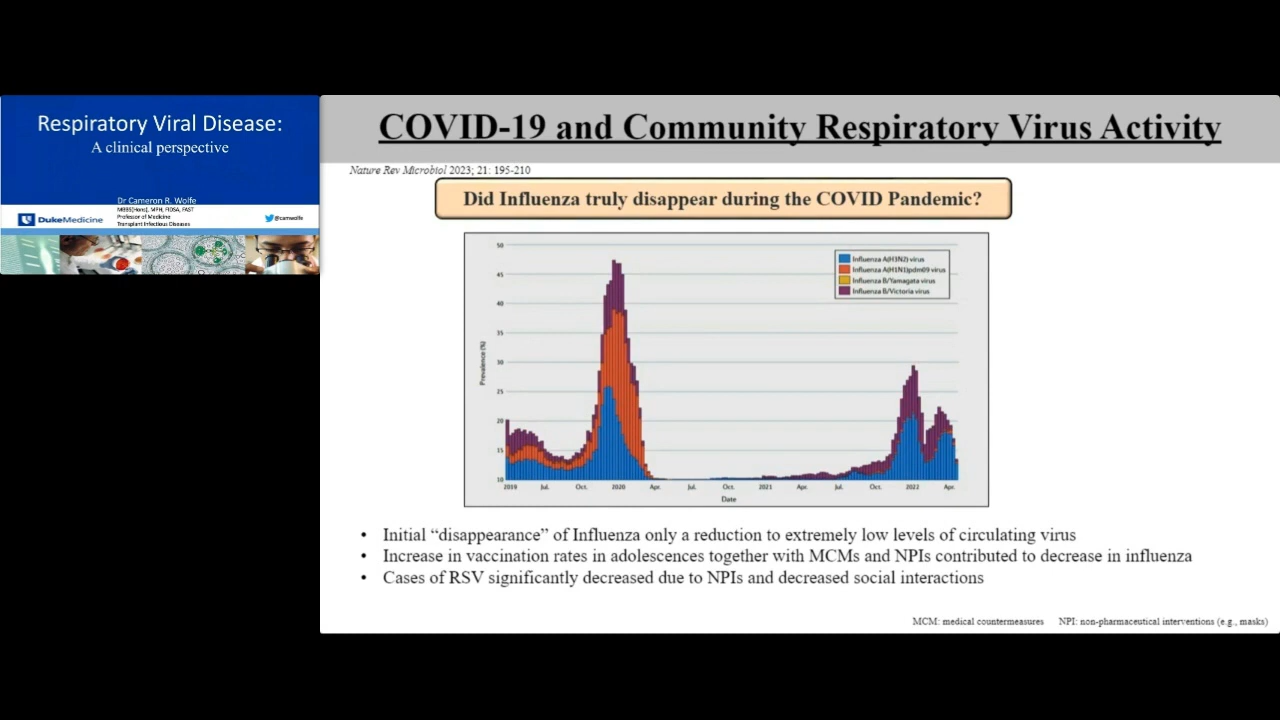 Respiratory Viral Disease:
A clinical perspective
Dr Cameron R. Wolfe
MBBS(Hons), MPH, FIDSA, FAST
Professor of Medicine
Transplant Infectious Diseases
DukeMedicine
@camwolfe
COVID-19 and Community Respiratory Virus Activity
Nature Rev Microbiol 2023; 21: 195-210
Did Influenza truly disappear during the COVID Pandemic?
Influenza A(H3N2) virus
Influenza A(H1N1)pdm09 virus
Influenza B/Yamagata virus
Influenza B/Victoria virus
Prevalence (%)
50
45
40
35
30
25
20
15
10
2019 Jul. Oct. 2020 Apr. Jul. Oct. 2021 Apr. Jul. Oct. 2022 Apr.
Date
• Initial “disappearance” of Influenza only a reduction to extremely low levels of circulating virus
• Increase in vaccination rates in adolescences together with MCMs and NPIs contributed to decrease in influenza
• Cases of RSV significantly decreased due to NPIs and decreased social interactions
MCM: medical countermeasures NPI: non-pharmaceutical interventions (e.g., masks)